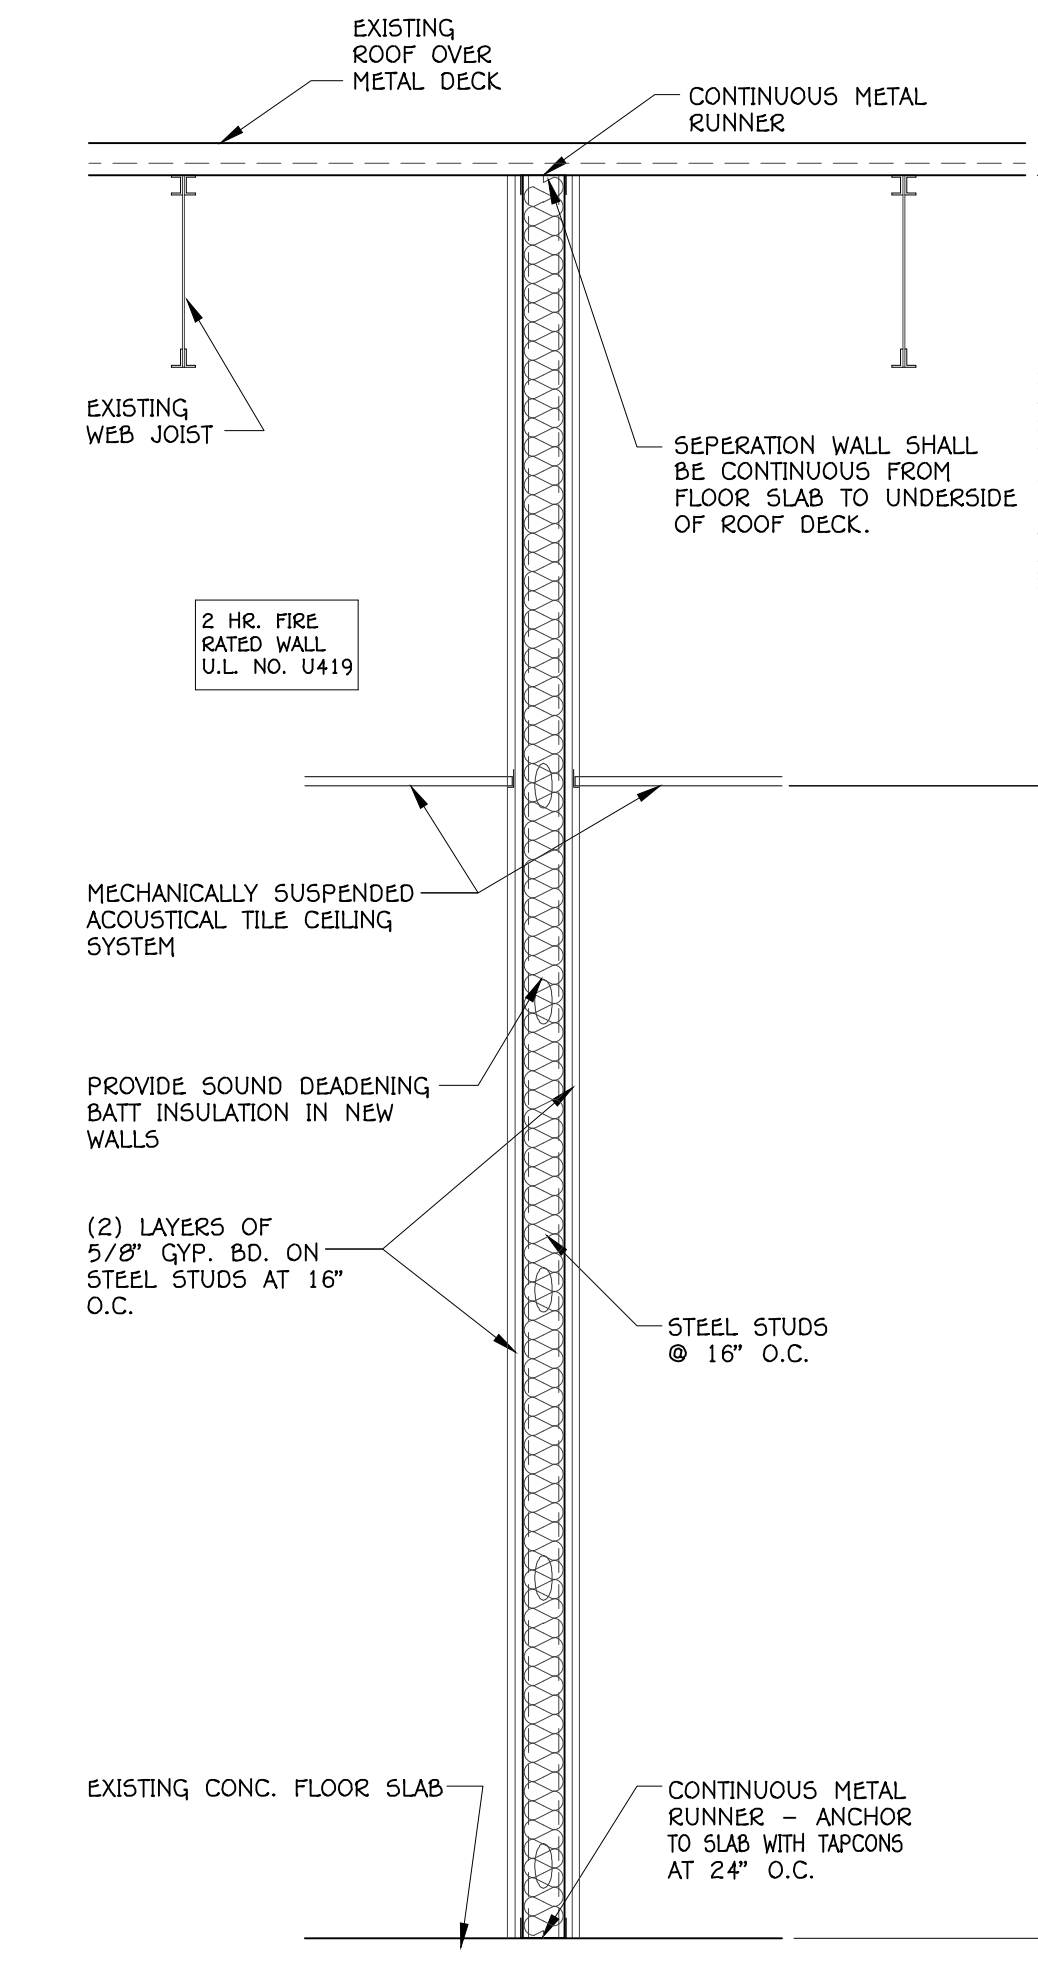 EXISTING
ROOF OVER
METAL DECK
CONTINUOUS METAL
RUNNER
EXISTING
WEB JOIST
SEPERATION WALL SHALL
BE CONTINUOUS FROM
FLOOR SLAB TO UNDERSIDE
OF ROOF DECK.
2 HR. FIRE
RATED WALL
U.L. NO. U419
MECHANICALLY SUSPENDED
ACOUSTICAL TILE CEILING
SYSTEM
PROVIDE SOUND DEADENING
BATT INSULATION IN NEW
WALLS
(2) LAYERS OF
5/8" GYP. BD. ON
STEEL STUDS AT 16"
O.C.
STEEL STUDS
@ 16" O.C.
EXISTING CONC. FLOOR SLAB
CONTINUOUS METAL
RUNNER - ANCHOR
TO SLAB WITH TAPCONS
AT 24" O.C.